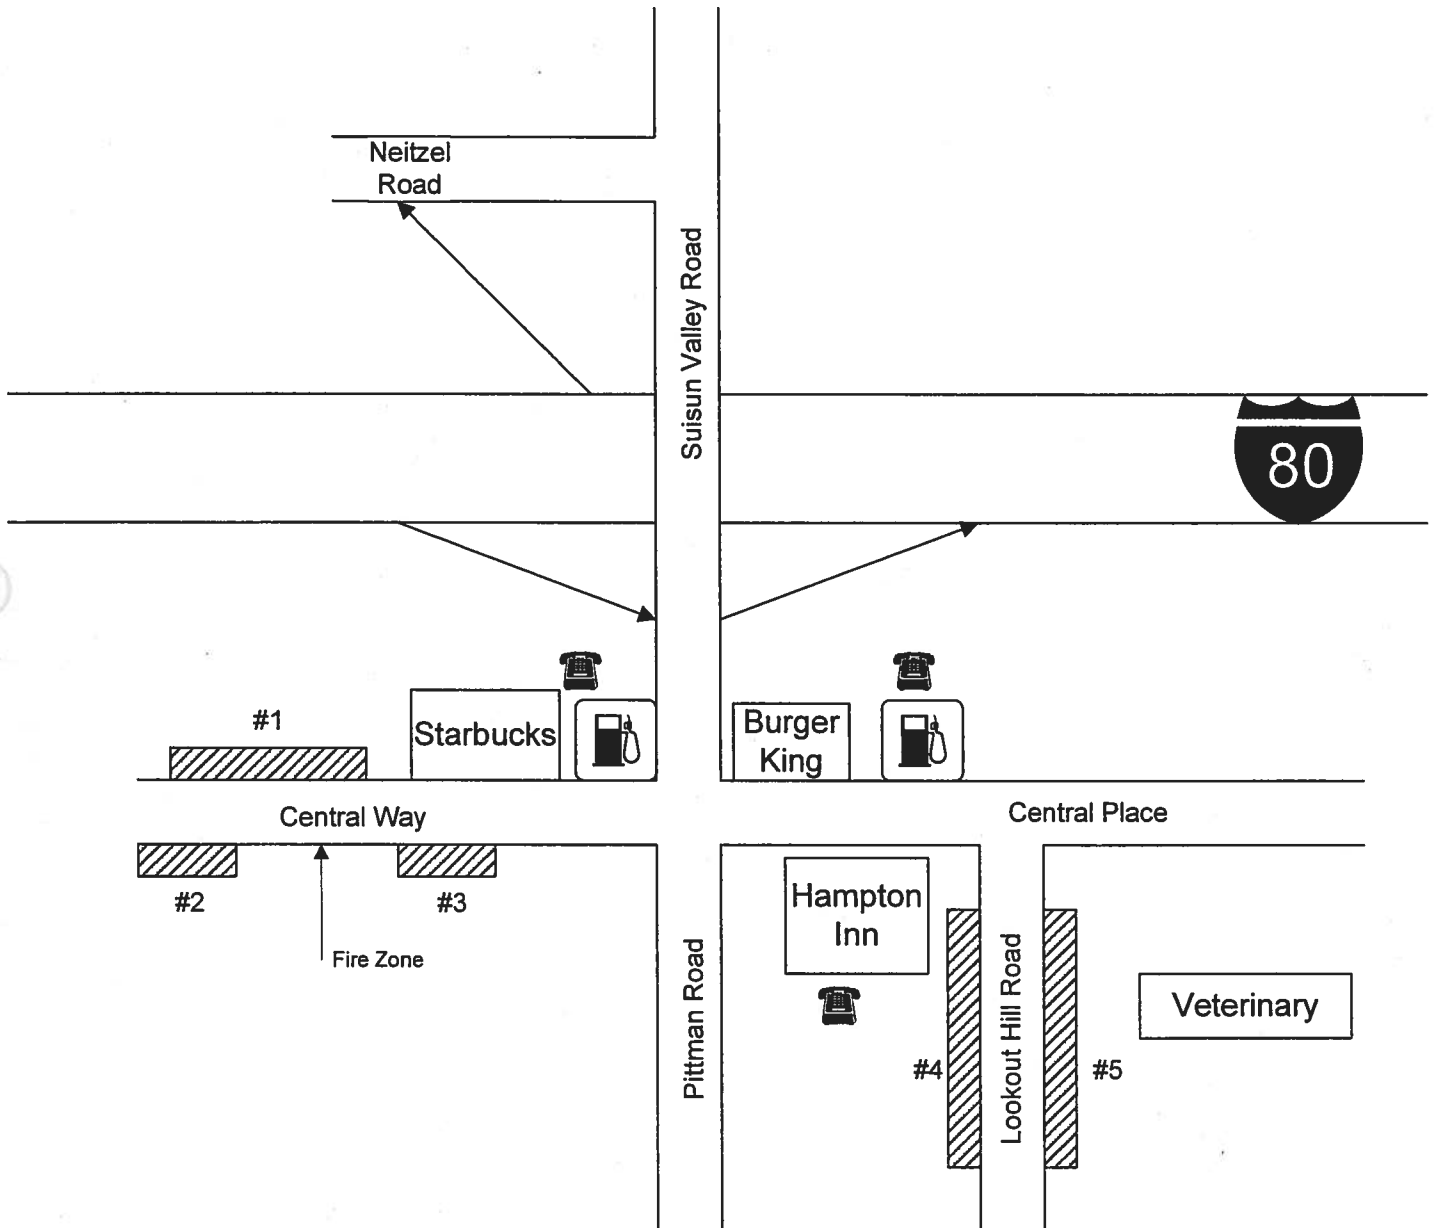 Neitzel
Road
Suisun Valley Road
80
#1
Starbucks
Burger
King
Central Way
Central Place
#2
#3
Fire Zone
Hampton
Inn
Pittman Road
Lookout Hill Road
Veterinary
#4
#5